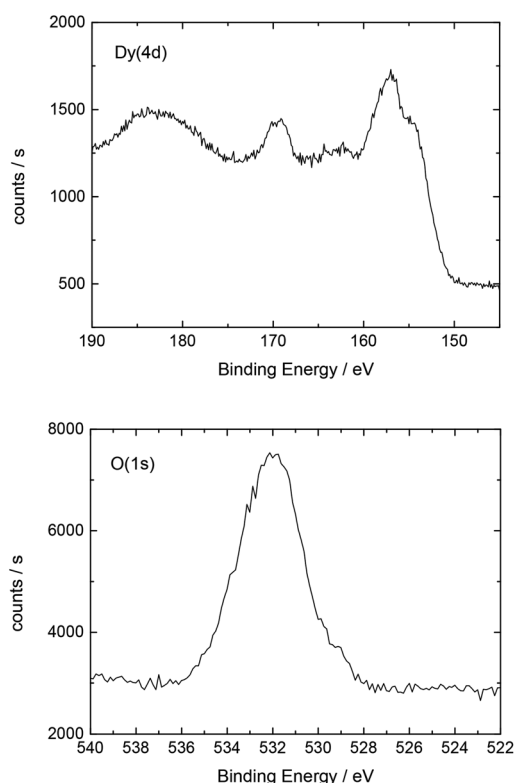 2000
Dy(4d)
1500
counts / s
1000
500
190 180 170 160 150
Binding Energy / eV
8000
O(1s)
6000
counts / s
4000
2000
540 538 536 534 532 530 528 526 524 522
Binding Energy / eV